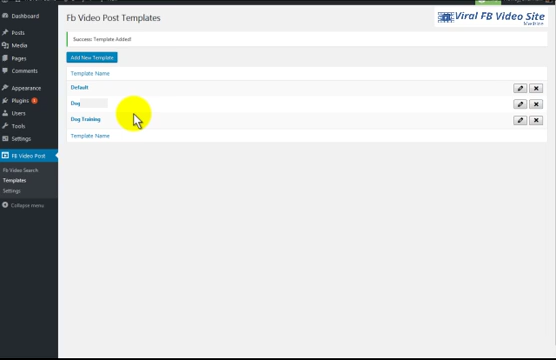 Dashboard
Posts
Media
Pages
Comments
Appearance
Plugins 1
Users
Tools
Settings
FB Video Post
FB Video Search
Templates
Settings
Collapse menu
Fb Video Post Templates
Viral FB Video Site
Success: Template Added!
Add New Template
Template Name
Default
Dog
Dog Training
Template Name